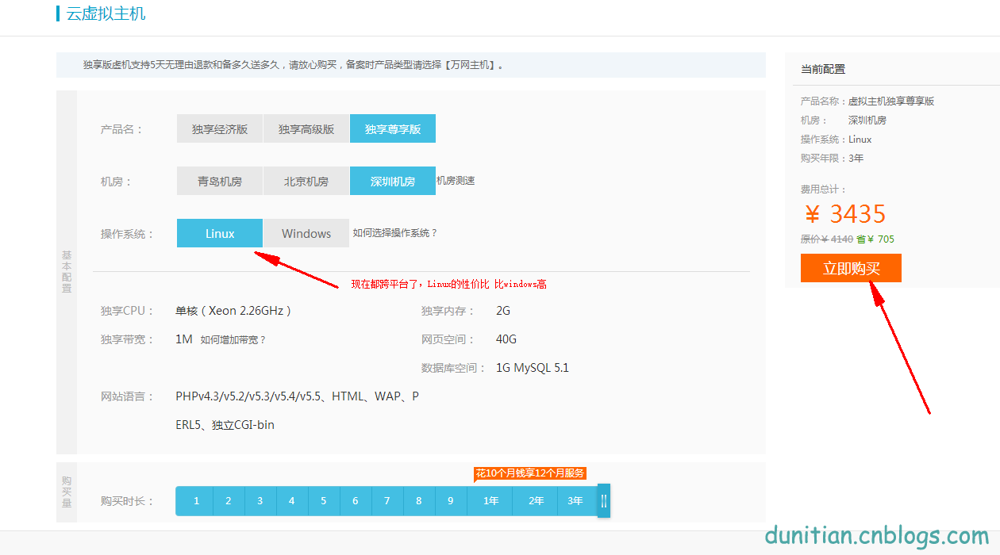 云虚拟主机
独享版虚机支持5天无理由退款和备多久送多久，请放心购买，备案时产品类型请选择【万网主机】。
基本配置
产品名： 独享经济版 独享高级版 独享尊享版
机房： 青岛机房 北京机房 深圳机房 机房测速
操作系统： Linux Windows 如何选择操作系统？
现在都跨平台了，Linux的性价比 比windows高
独享CPU： 单核（Xeon 2.26GHz） 独享内存： 2G
独享带宽： 1M 如何增加带宽？ 网页空间： 40G
数据库空间： 1G MySQL 5.1
网站语言： PHPv4.3/v5.2/v5.3/v5.4/v5.5、HTML、WAP、P
ERL5、独立CGI-bin
购买量
花10个月钱享12个月服务
购买时长： 1 2 3 4 5 6 7 8 9 1年 2年 3年
当前配置
产品名称：虚拟主机独享尊享版
机房： 深圳机房
操作系统：Linux
购买年限：3年
费用总计：
¥ 3435
原价¥ 4140 省¥ 705
立即购买
dunitian.cnblogs.com